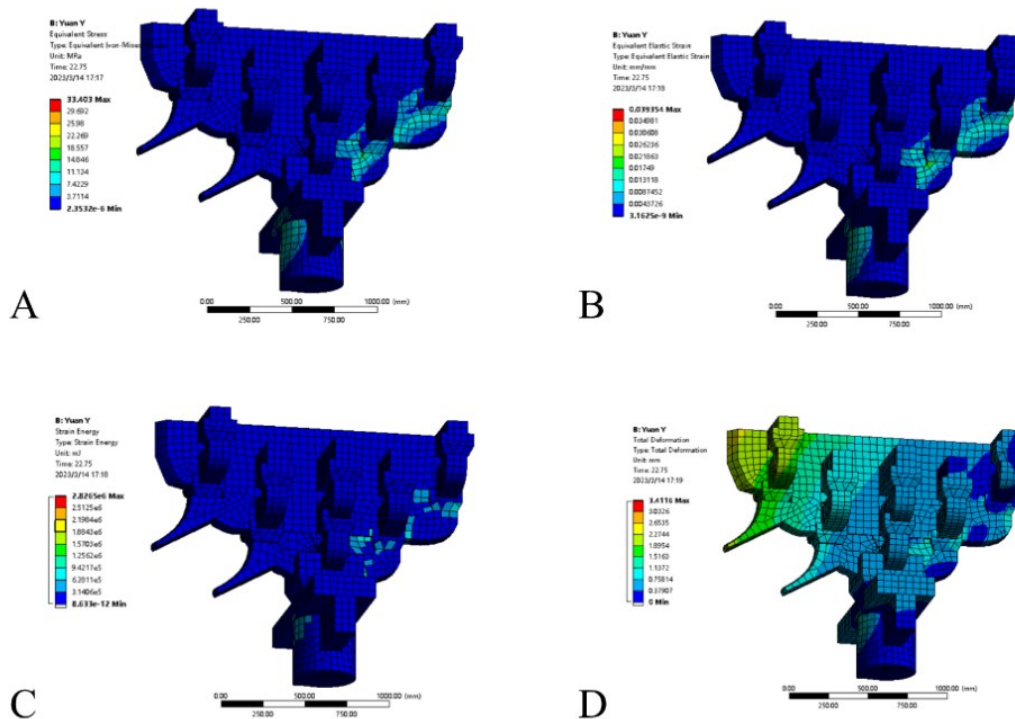 B: Yuan Y
Equivalent Stress
Type: Equivalent (von-Mises
Unit: MPa
Time: 22.75
2023/3/14 17:17
33.403 Max
29.692
25.98
22.269
18.557
14.846
11.134
7.4229
3.7114
2.3532e-6 Min
0.00
500.00
1000.00 (mm)
250.00
750.00
A
B: Yuan Y
Equivalent Elastic Strain
Type: Equivalent Elastic Strain
Unit: mm/mm
Time: 22.75
2023/3/14 17:18
0.039354 Max
0.034981
0.030608
0.026236
0.021863
0.01749
0.013118
0.0087452
0.0043726
3.1625e-9 Min
0.00
500.00
1000.00 (mm)
250.00
750.00
B
B: Yuan Y
Strain Energy
Type: Strain Energy
Unit: mJ
Time: 22.75
2023/3/14 17:18
2.8265e6 Max
2.5125e6
2.1984e6
1.8843e6
1.5703e6
1.2562e6
9.4217e5
6.2811e5
3.1406e5
8.633e-12 Min
0.00
500.00
1000.00 (mm)
250.00
750.00
C
B: Yuan Y
Total Deformation
Type: Total Deformation
Unit: mm
Time: 22.75
2023/3/14 17:19
3.4116 Max
3.0326
2.6535
2.2744
1.8954
1.5163
1.1372
0.75814
0.37907
0 Min
0.00
500.00
1000.00 (mm)
250.00
750.00
D